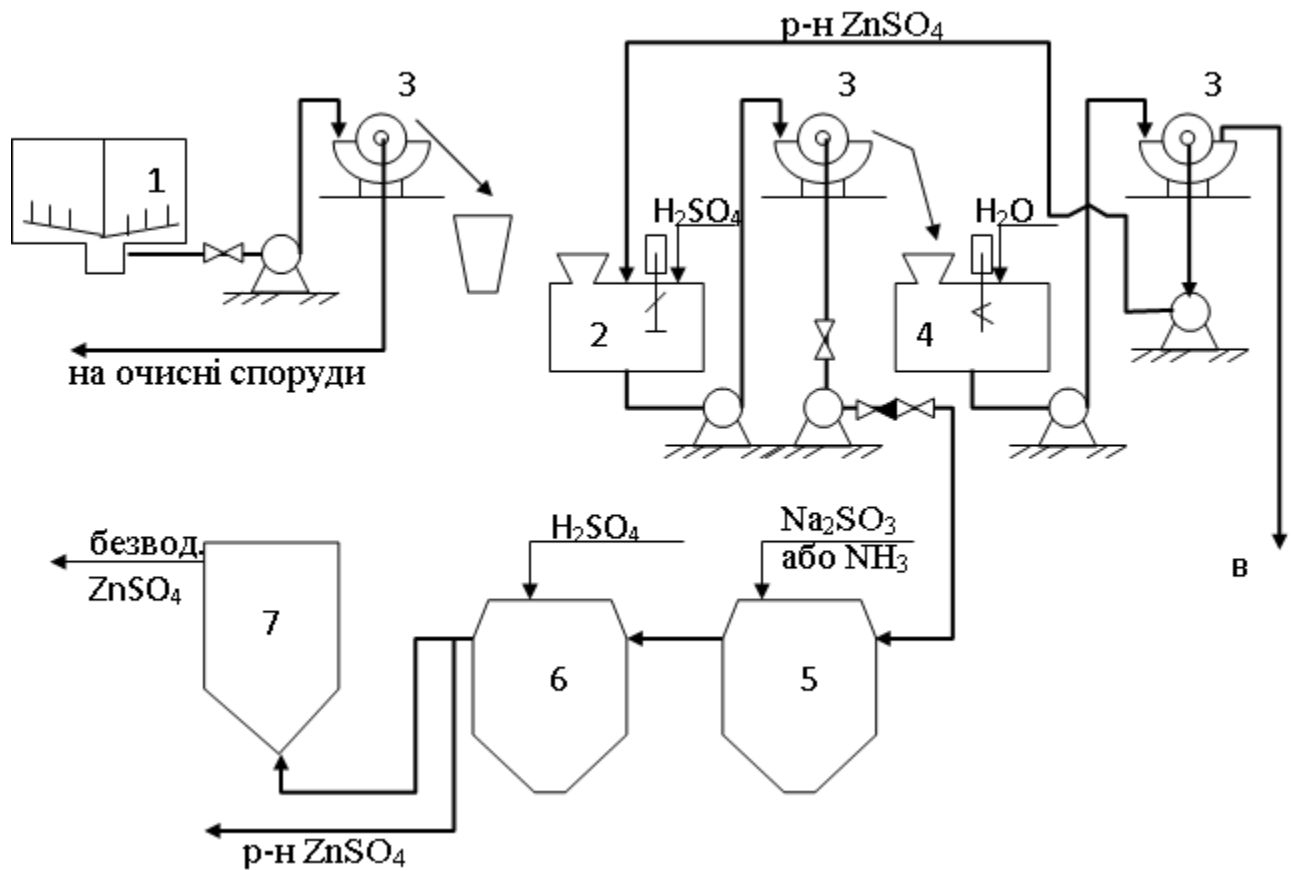 р-н ZnSO₄
3
3
3
1
H₂SO₄
H₂O
2
4
на очисні споруди
безвод.
ZnSO₄
H₂SO₄
Na₂SO₃
або NH₃
в
7
6
5
р-н ZnSO₄